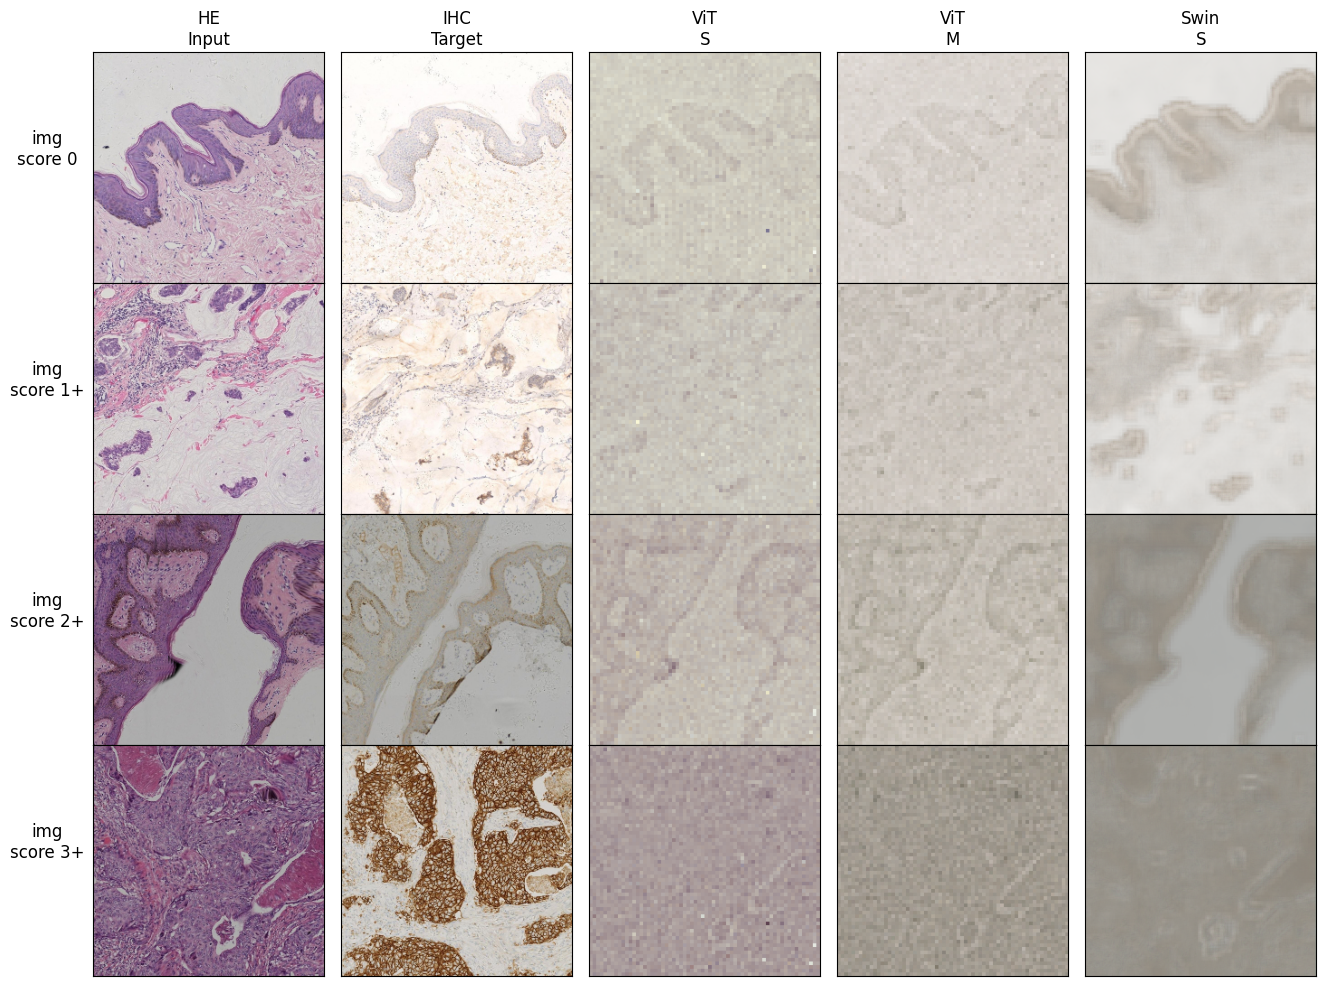 HE
Input
IHC
Target
ViT
S
ViT
M
Swin
S
img
score 0
img
score 1+
img
score 2+
img
score 3+